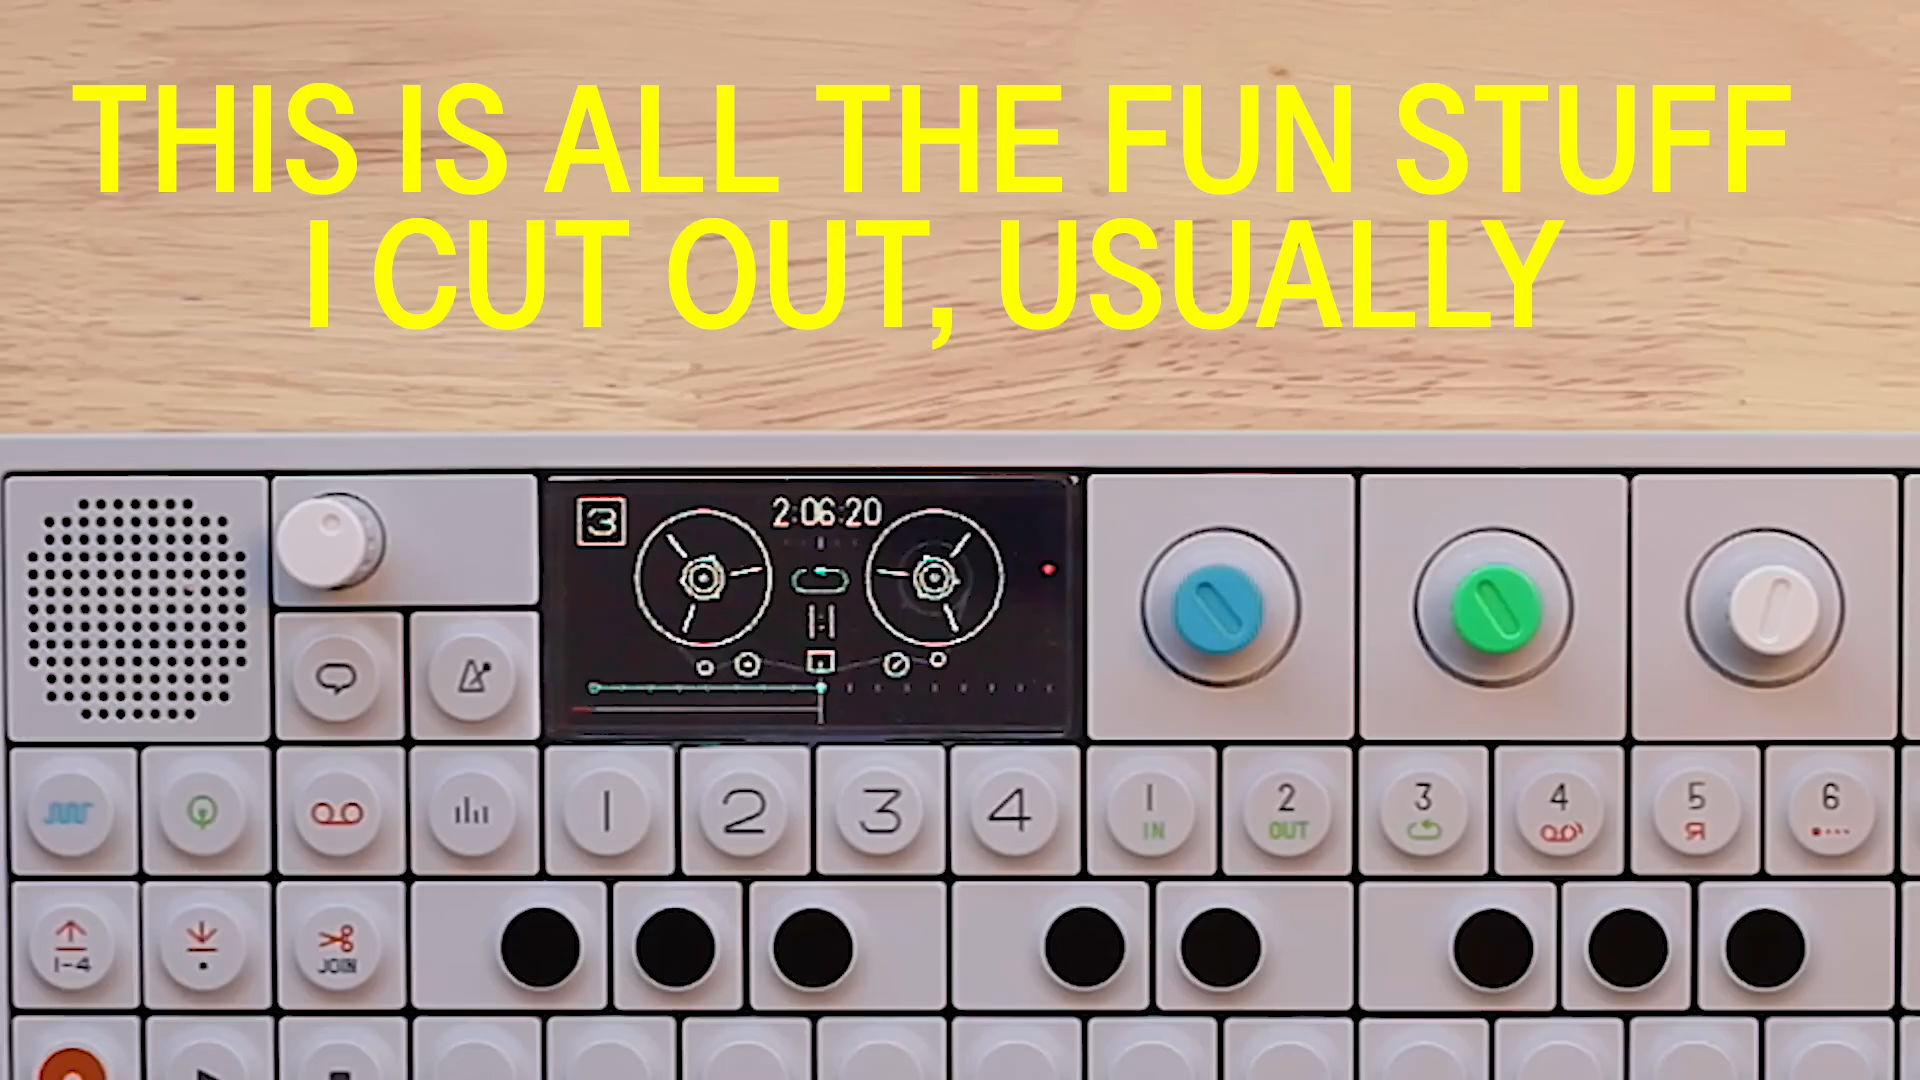 THIS IS ALL THE FUN STUFF
I CUT OUT, USUALLY
3
2:06:20
1 2 3 4 1 2 3 4 5 6
IN OUT
1-4
JOIN